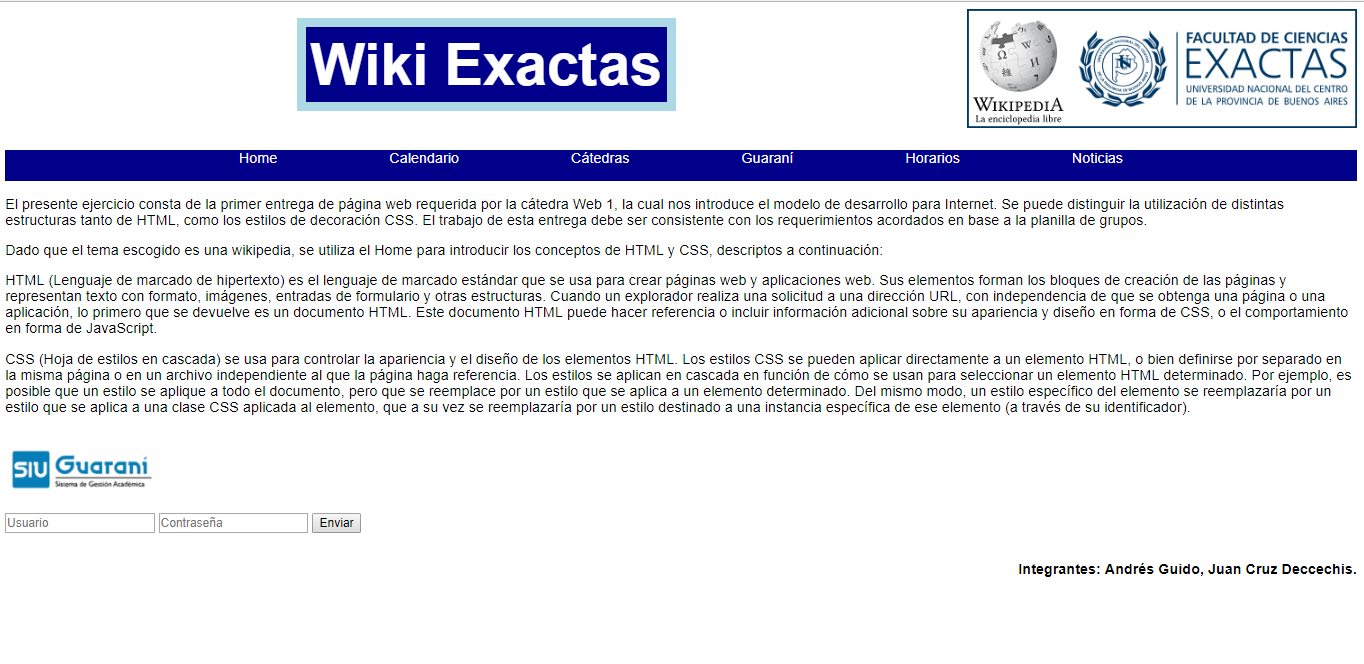 Wiki Exactas
WIKIPEDIA
La enciclopedia libre
FACULTAD DE CIENCIAS
EXACTAS
UNIVERSIDAD NACIONAL DEL CENTRO
DE LA PROVINCIA DE BUENOS AIRES
Home Calendario Cátedras Guaraní Horarios Noticias
El presente ejercicio consta de la primer entrega de página web requerida por la cátedra Web 1, la cual nos introduce el modelo de desarrollo para Internet. Se puede distinguir la utilización de distintas
estructuras tanto de HTML, como los estilos de decoración CSS. El trabajo de esta entrega debe ser consistente con los requerimientos acordados en base a la planilla de grupos.
Dado que el tema escogido es una wikipedia, se utiliza el Home para introducir los conceptos de HTML y CSS, descriptos a continuación:
HTML (Lenguaje de marcado de hipertexto) es el lenguaje de marcado estándar que se usa para crear páginas web y aplicaciones web. Sus elementos forman los bloques de creación de las páginas y
representan texto con formato, imágenes, entradas de formulario y otras estructuras. Cuando un explorador realiza una solicitud a una dirección URL, con independencia de que se obtenga una página o una
aplicación, lo primero que se devuelve es un documento HTML. Este documento HTML puede hacer referencia o incluir información adicional sobre su apariencia y diseño en forma de CSS, o el comportamiento
en forma de JavaScript.
CSS (Hoja de estilos en cascada) se usa para controlar la apariencia y el diseño de los elementos HTML. Los estilos CSS se pueden aplicar directamente a un elemento HTML, o bien definirse por separado en
la misma página o en un archivo independiente al que la página haga referencia. Los estilos se aplican en cascada en función de cómo se usan para seleccionar un elemento HTML determinado. Por ejemplo, es
posible que un estilo se aplique a todo el documento, pero que se reemplace por un estilo que se aplica a un elemento determinado. Del mismo modo, un estilo específico del elemento se reemplazaría por un
estilo que se aplica a una clase CSS aplicada al elemento, que a su vez se reemplazaría por un estilo destinado a una instancia específica de ese elemento (a través de su identificador).
SIU Guaraní
Sistema de Gestión Académica
Usuario Contraseña Enviar
Integrantes: Andrés Guido, Juan Cruz Deccechis.